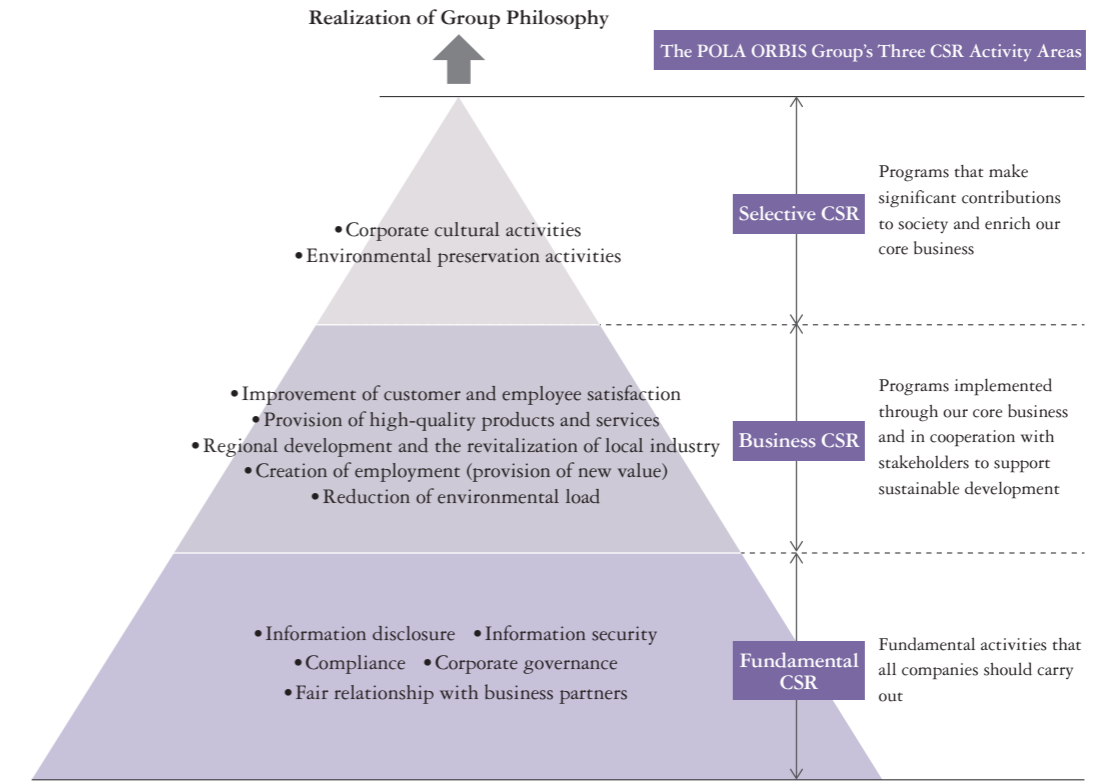 Realization of Group Philosophy
The POLA ORBIS Group's Three CSR Activity Areas
• Corporate cultural activities
• Environmental preservation activities
Selective CSR
Programs that make
significant contributions
to society and enrich our
core business
• Improvement of customer and employee satisfaction
• Provision of high-quality products and services
• Regional development and the revitalization of local industry
• Creation of employment (provision of new value)
• Reduction of environmental load
Business CSR
Programs implemented
through our core business
and in cooperation with
stakeholders to support
sustainable development
• Information disclosure • Information security
• Compliance • Corporate governance
• Fair relationship with business partners
Fundamental
CSR
Fundamental activities that
all companies should carry
out